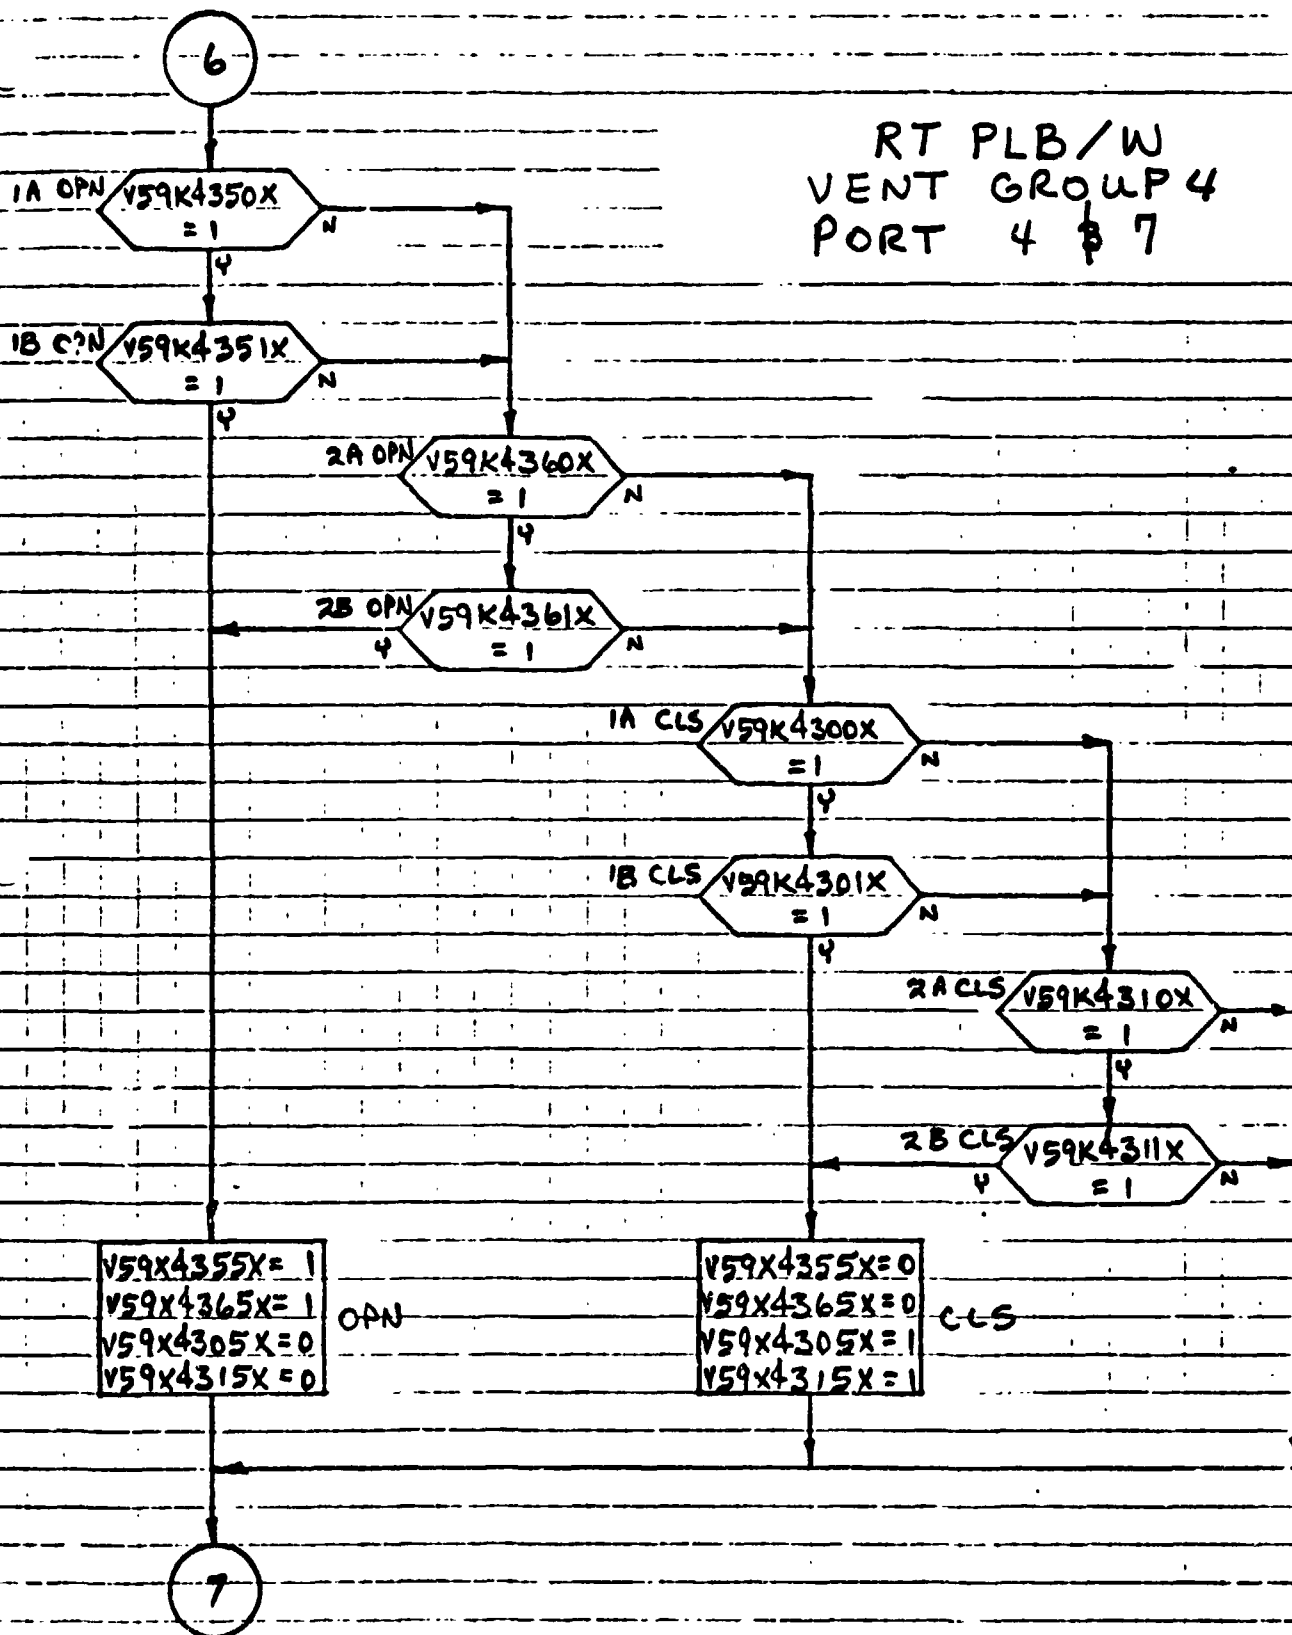 6
RT PLB/W
VENT GROUP 4
PORT 4 & 7
1A OPN
V59K4350X
= 1
N
Y
1B
V59K4351X
= 1
N
Y
2A OPN
V59K4360X
= 1
N
Y
2B OPN
V59K4361X
= 1
Y
N
1A CLS
V59K4300X
= 1
N
Y
1B CLS
V59K4301X
= 1
N
Y
2A CLS
V59K4310X
= 1
N
Y
2B CLS
V59K4311X
= 1
Y
N
V59X4355X= 1
V59X4365X= 1
V59X4305X=0
V59X4315X=0
OPN
V59X4355X=0
V59X4365X=0
V59X4305X=1
V59X4315X=1
CLS
7